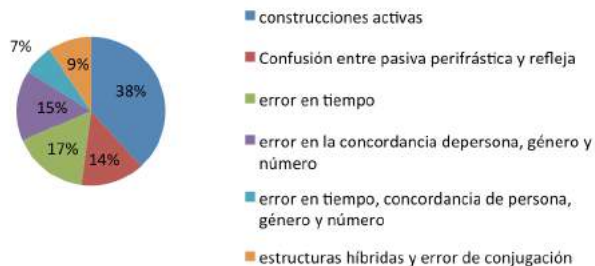 7%
9%
38%
15%
17%
14%
construcciones activas
Confusión entre pasiva perifrástica y refleja
error en tiempo
error en la concordancia depersona, género y
número
error en tiempo, concordancia de persona,
género y número
estructuras híbridas y error de conjugación